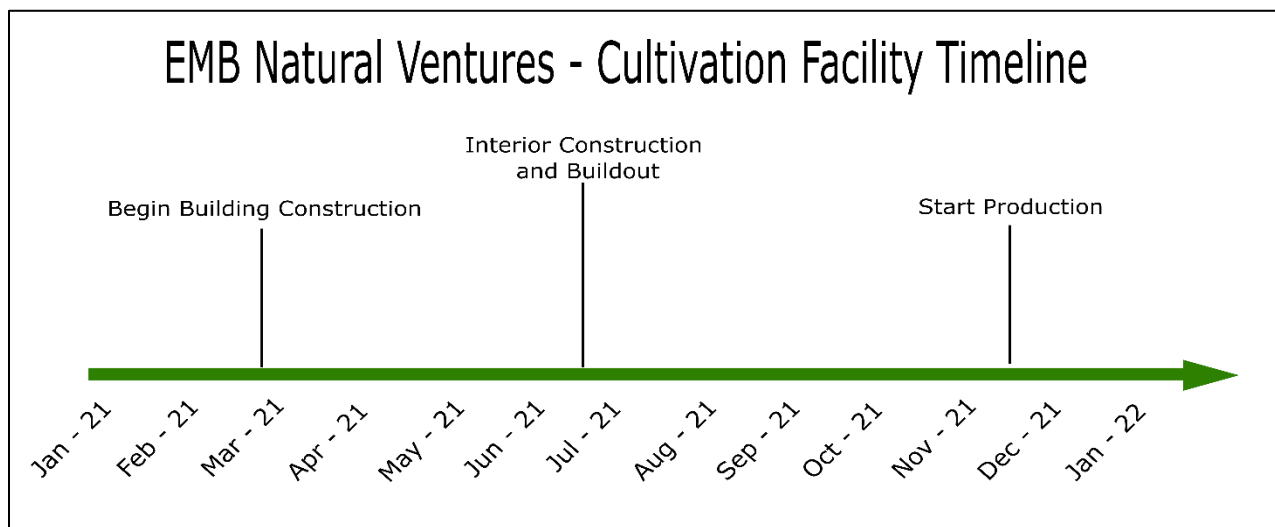 EMB Natural Ventures - Cultivation Facility Timeline
Interior Construction
and Buildout
Begin Building Construction
Start Production
Jan - 21
Feb - 21
Mar - 21
Apr - 21
May - 21
Jun - 21
Jul - 21
Aug - 21
Sep - 21
Oct - 21
Nov - 21
Dec - 21
Jan - 22